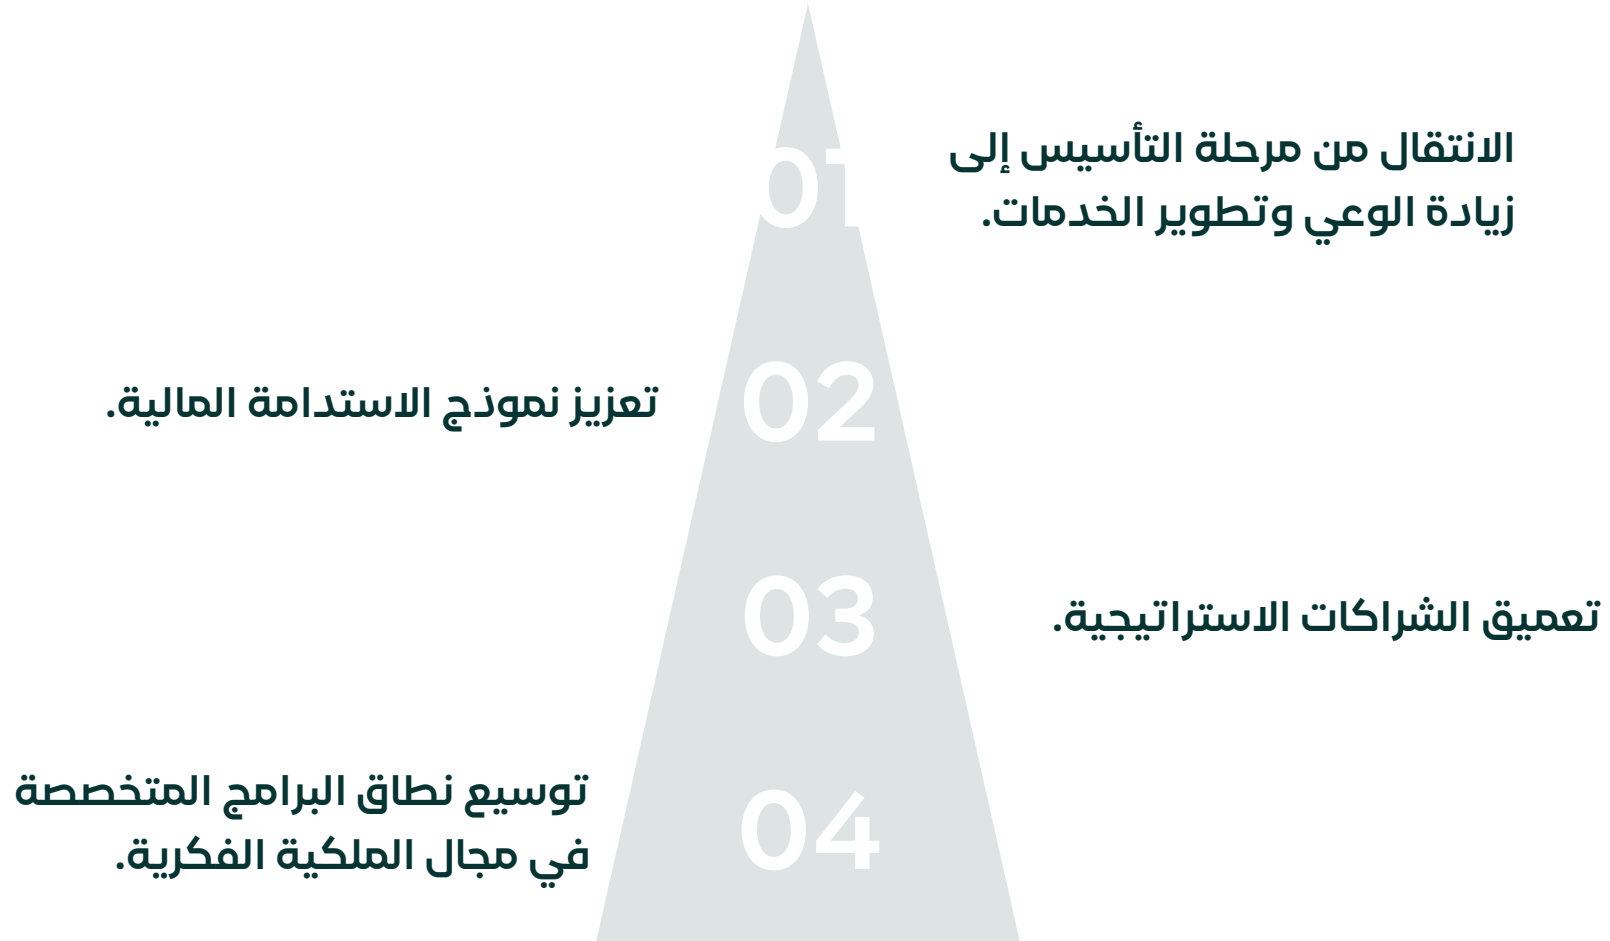 01
الانتقال من مرحلة التأسيس إلى
زيادة الوعي وتطوير الخدمات.
02
تعزيز نموذج الاستدامة المالية.
03
تعميق الشراكات الاستراتيجية.
04
توسيع نطاق البرامج المتخصصة
في مجال الملكية الفكرية.